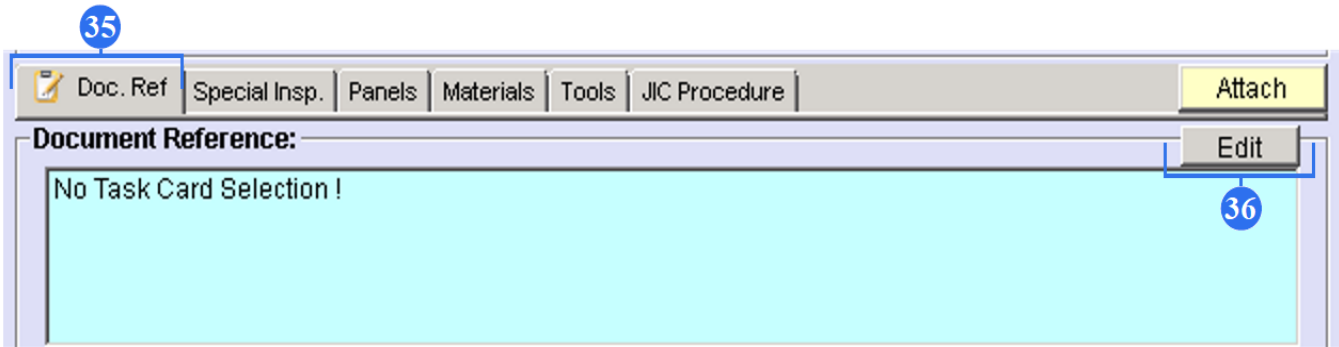 35
Doc. Ref Special Insp. Panels Materials Tools JIC Procedure Attach
Document Reference: Edit
No Task Card Selection !
36